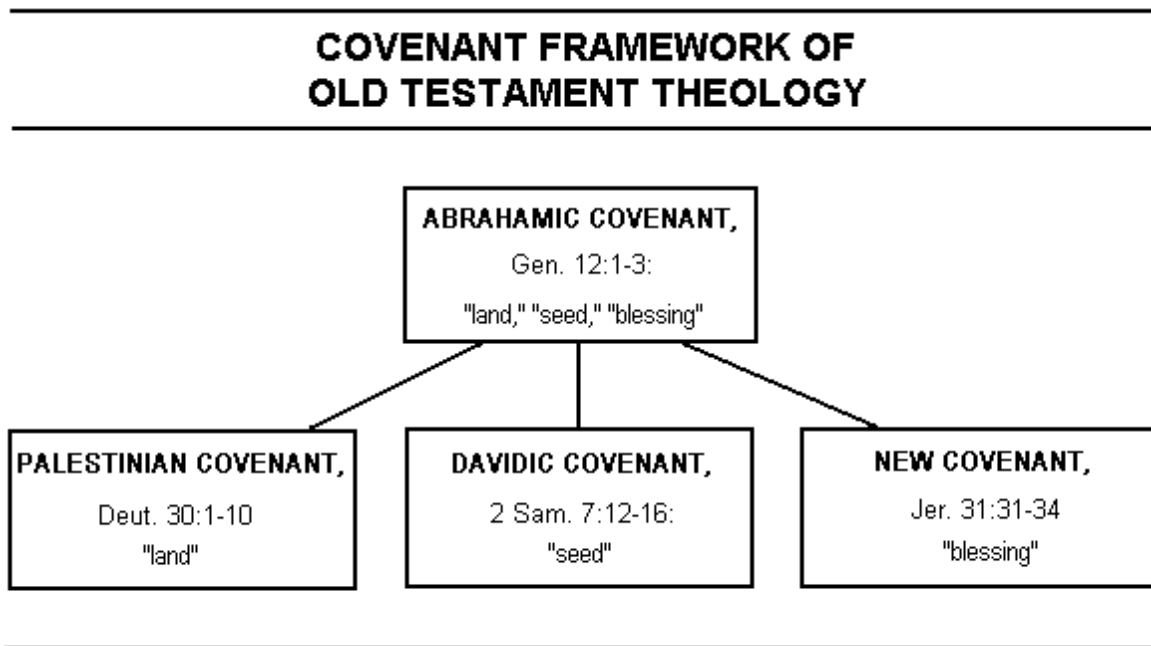 COVENANT FRAMEWORK OF
OLD TESTAMENT THEOLOGY
ABRAHAMIC COVENANT,
Gen. 12:1-3:
"land," "seed," "blessing"
PALESTINIAN COVENANT,
Deut. 30:1-10
"land"
DAVIDIC COVENANT,
2 Sam. 7:12-16:
"seed"
NEW COVENANT,
Jer. 31:31-34
"blessing"